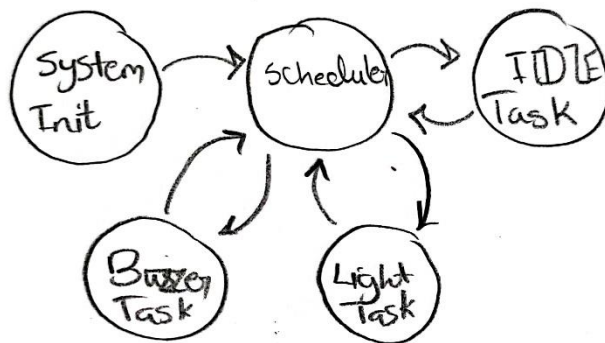 System
Init
Scheduler
IDLE
Task
Buzzer
Task
Light
Task